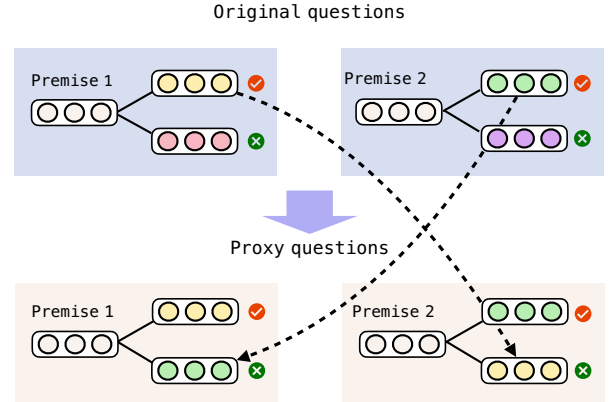 Original questions
Premise 1
Premise 2
Proxy questions
Premise 1
Premise 2